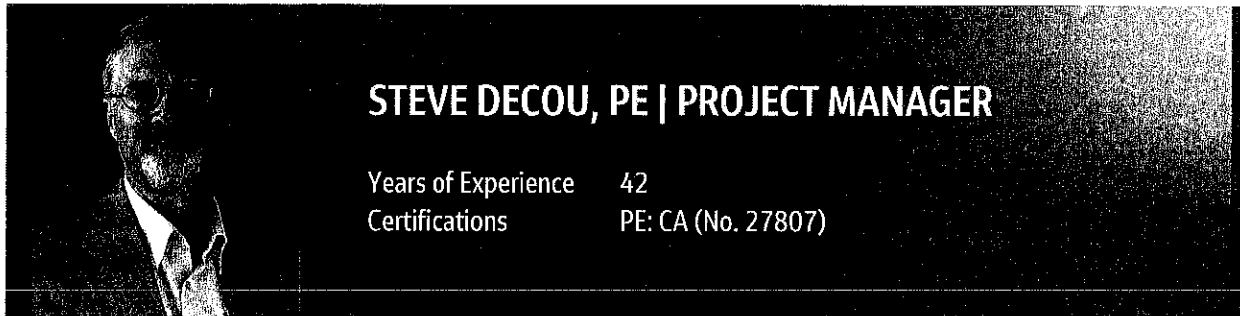 STEVE DECOU, PE | PROJECT MANAGER
Years of Experience 42
Certifications PE: CA (No. 27807)